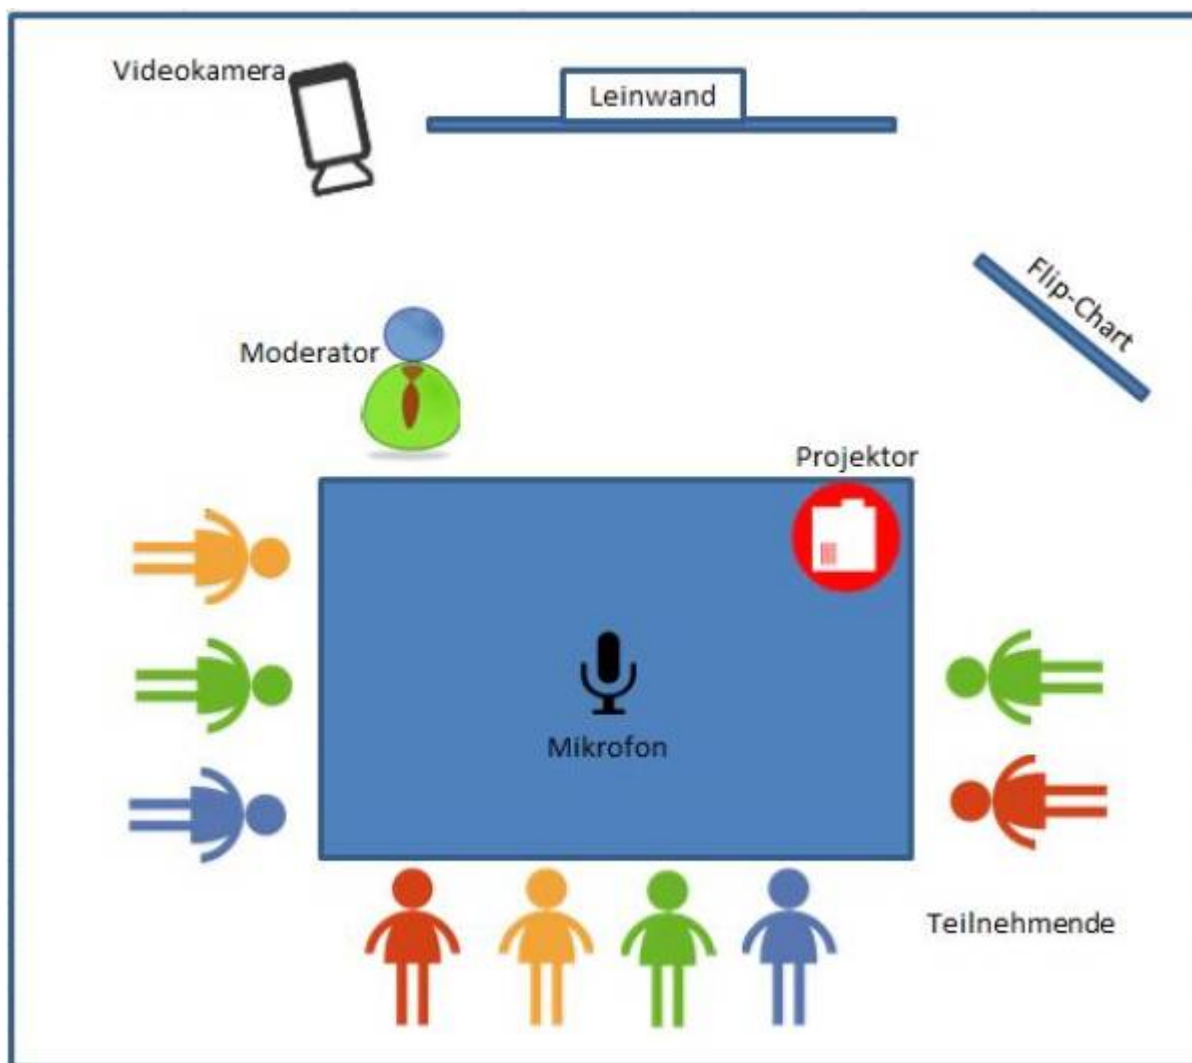 Videokamera
Leinwand
Flip-Chart
Moderator
Projektor
Mikrofon
Teilnehmende